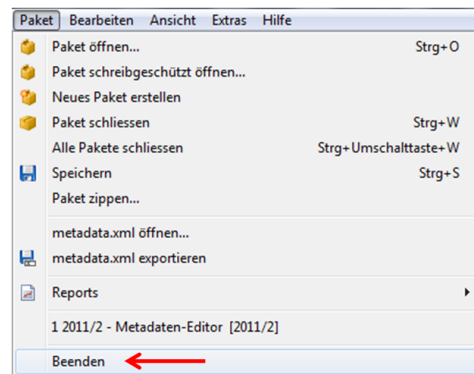 Paket Bearbeiten Ansicht Extras Hilfe
Paket öffnen... Strg+O
Paket schreibgeschützt öffnen...
Neues Paket erstellen
Paket schliessen Strg+W
Alle Pakete schliessen Strg+Umschalttaste+W
Speichern Strg+S
Paket zippen...
metadata.xml öffnen...
metadata.xml exportieren
Reports
1 2011/2 - Metadaten-Editor [2011/2]
Beenden